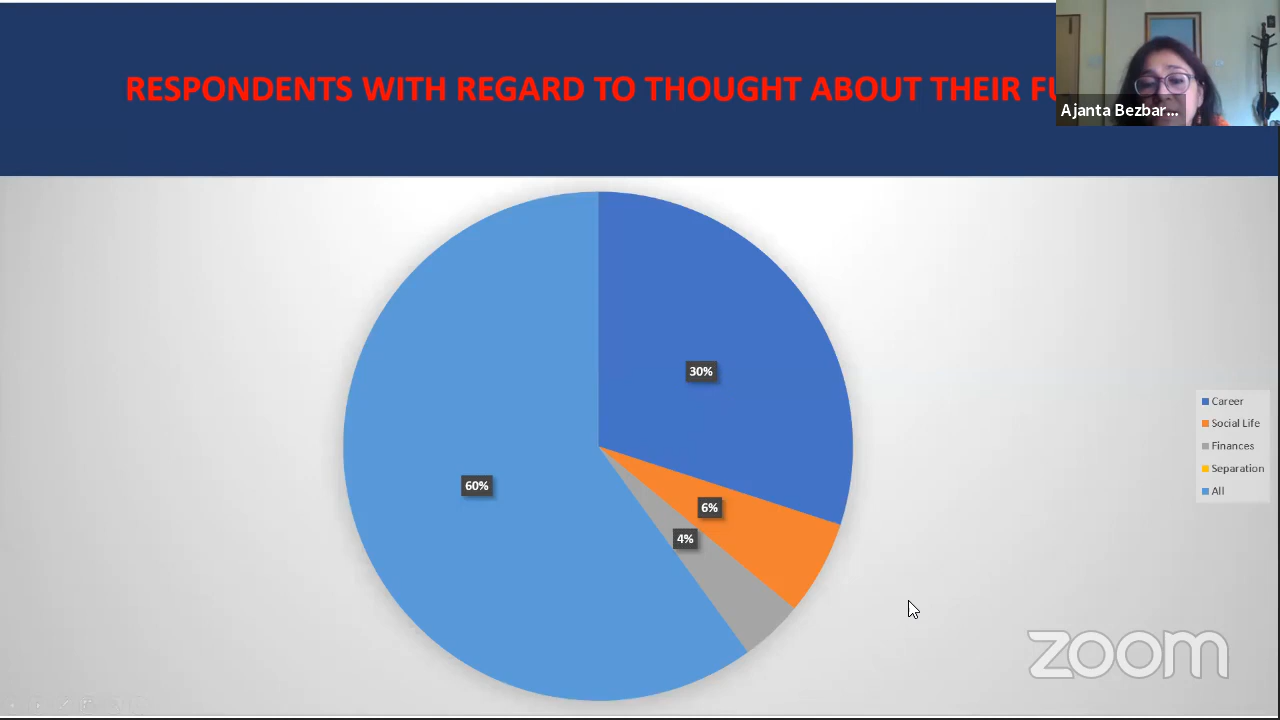 RESPONDENTS WITH REGARD TO THOUGHT ABOUT THEIR
Ajanta Bezbar...
30%
60%
6%
4%
Career
Social Life
Finances
Separation
All
zoom